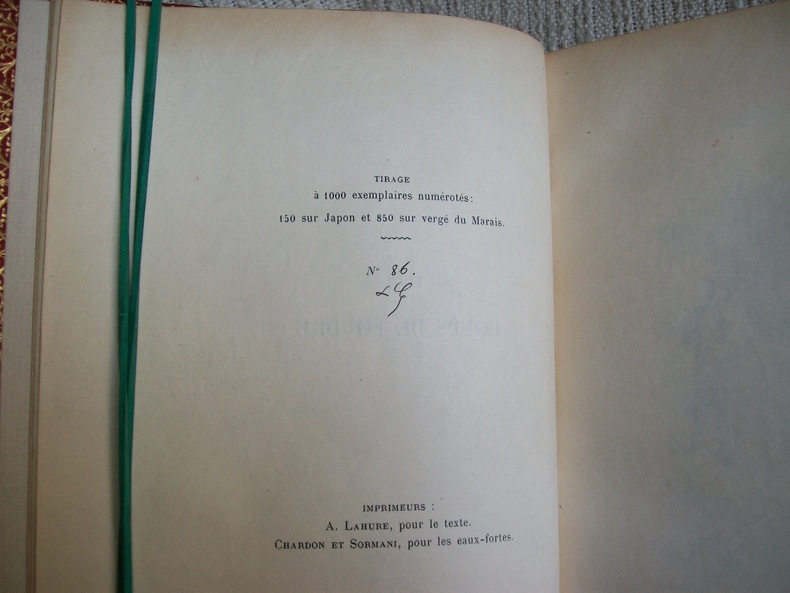 TIRAGE
à 1000 exemplaires numérotés:
150 sur Japon et 850 sur vergé du Marais.
N° 86.
IMPRIMEURS :
A. LAHURE, pour le texte.
CHARDON ET SORMANI, pour les eaux-fortes.